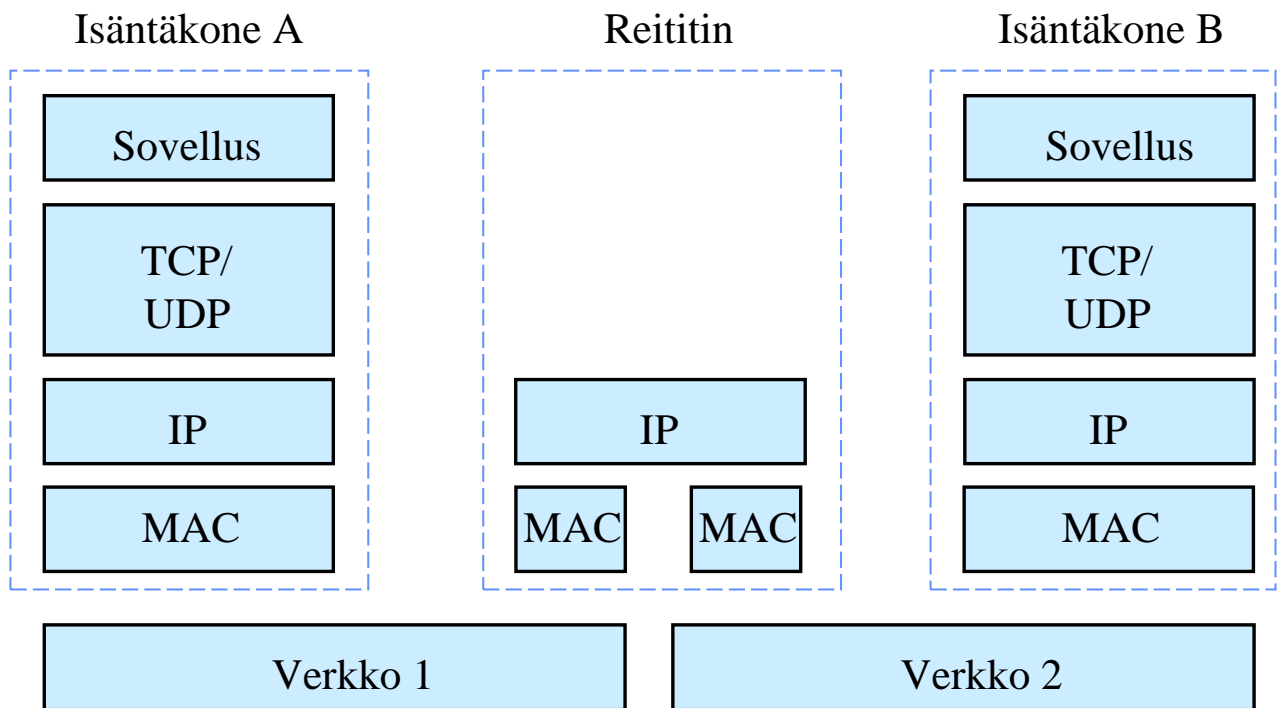 Isäntäkone A
Reititin
Isäntäkone B
Sovellus
Sovellus
TCP/
UDP
TCP/
UDP
IP
IP
IP
MAC
MAC
MAC
MAC
Verkko 1
Verkko 2